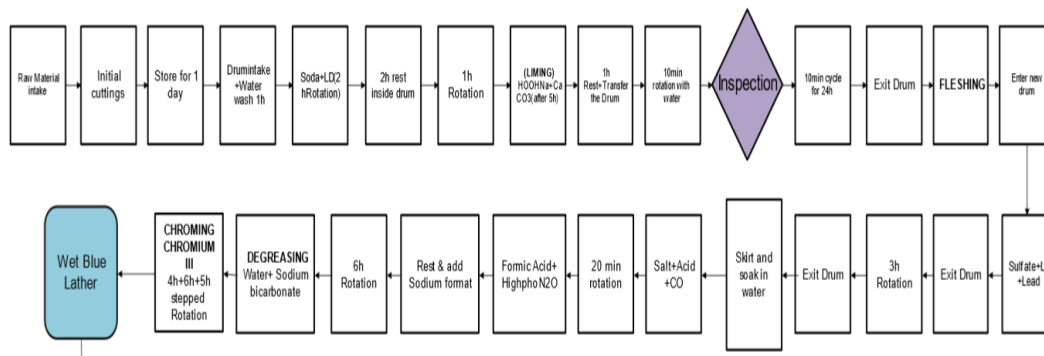 Raw Material
intake
Initial
cuttings
Store for 1
day
Drumintake
+Water
wash 1h
Soda+LD(2
hRotation)
2h rest
inside drum
1h
Rotation
(LIMING)
HOOHNa+Ca
CO3(after 5h)
1h
Rest+Transfer
the Drum
10min
rotation with
water
Inspection
10min cycle
for 24h
Exit Drum
FLESHING
Enter new
drum
Sulfate+L
+Lead
Exit Drum
3h
Rotation
Exit Drum
Skirt and
soak in
water
Salt+Acid
+CO
20 min
rotation
Formic Acid+
Highpho N2O
Rest & add
Sodium format
6h
Rotation
DEGREASING
Water+ Sodium
bicarbonate
CHROMING
CHROMIUM
III
4h+6h+5h
stepped
Rotation
Wet Blue
Lather